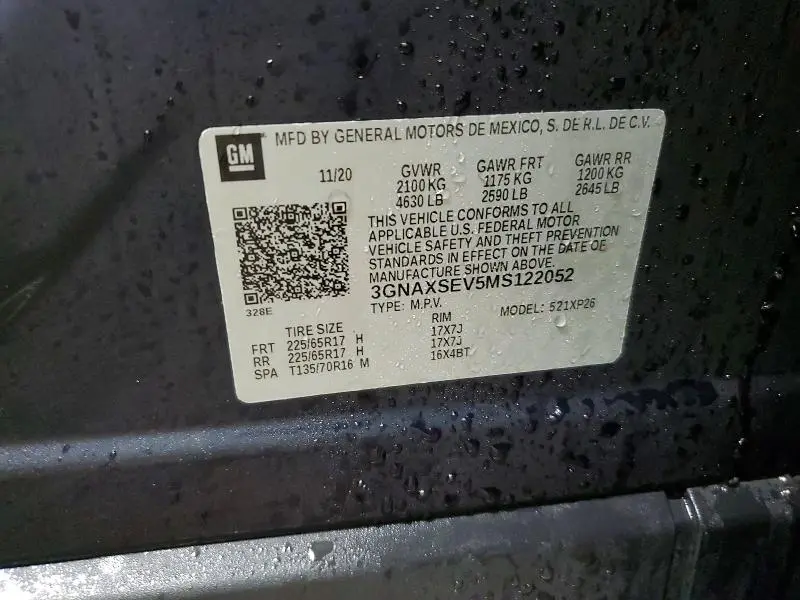 GM MFD BY GENERAL MOTORS DE MEXICO, S. DE R.L. DE C.V.
11/20 GVWR GAWR FRT GAWR RR
2100 KG 1175 KG 1200 KG
4630 LB 2590 LB 2645 LB
THIS VEHICLE CONFORMS TO ALL
APPLICABLE U.S. FEDERAL MOTOR
VEHICLE SAFETY AND THEFT PREVENTION
STANDARDS IN EFFECT ON THE DATE OF
MANUFACTURE SHOWN ABOVE.
3GNAXSEV5MS122052
328E
TYPE: M.P.V. MODEL: 521XP26
TIRE SIZE RIM
FRT 225/65R17 H 17X7J
RR 225/65R17 H 17X7J
SPA T135/70R16 M 16X4BT